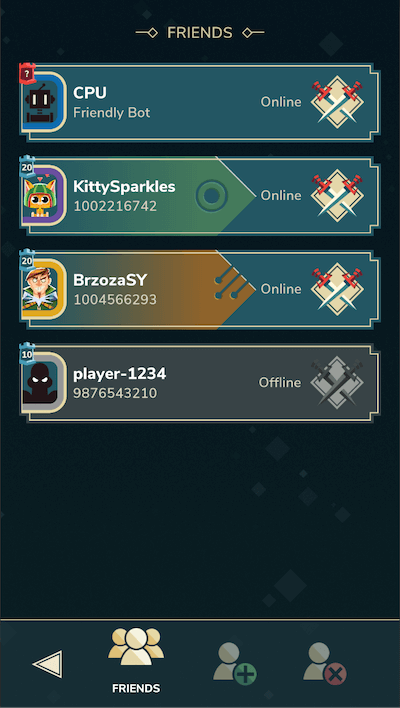 FRIENDS
?
CPU
Friendly Bot
Online
20
KittySparkles
1002216742
Online
20
BrzozaSY
1004566293
Online
10
player-1234
9876543210
Offline
FRIENDS